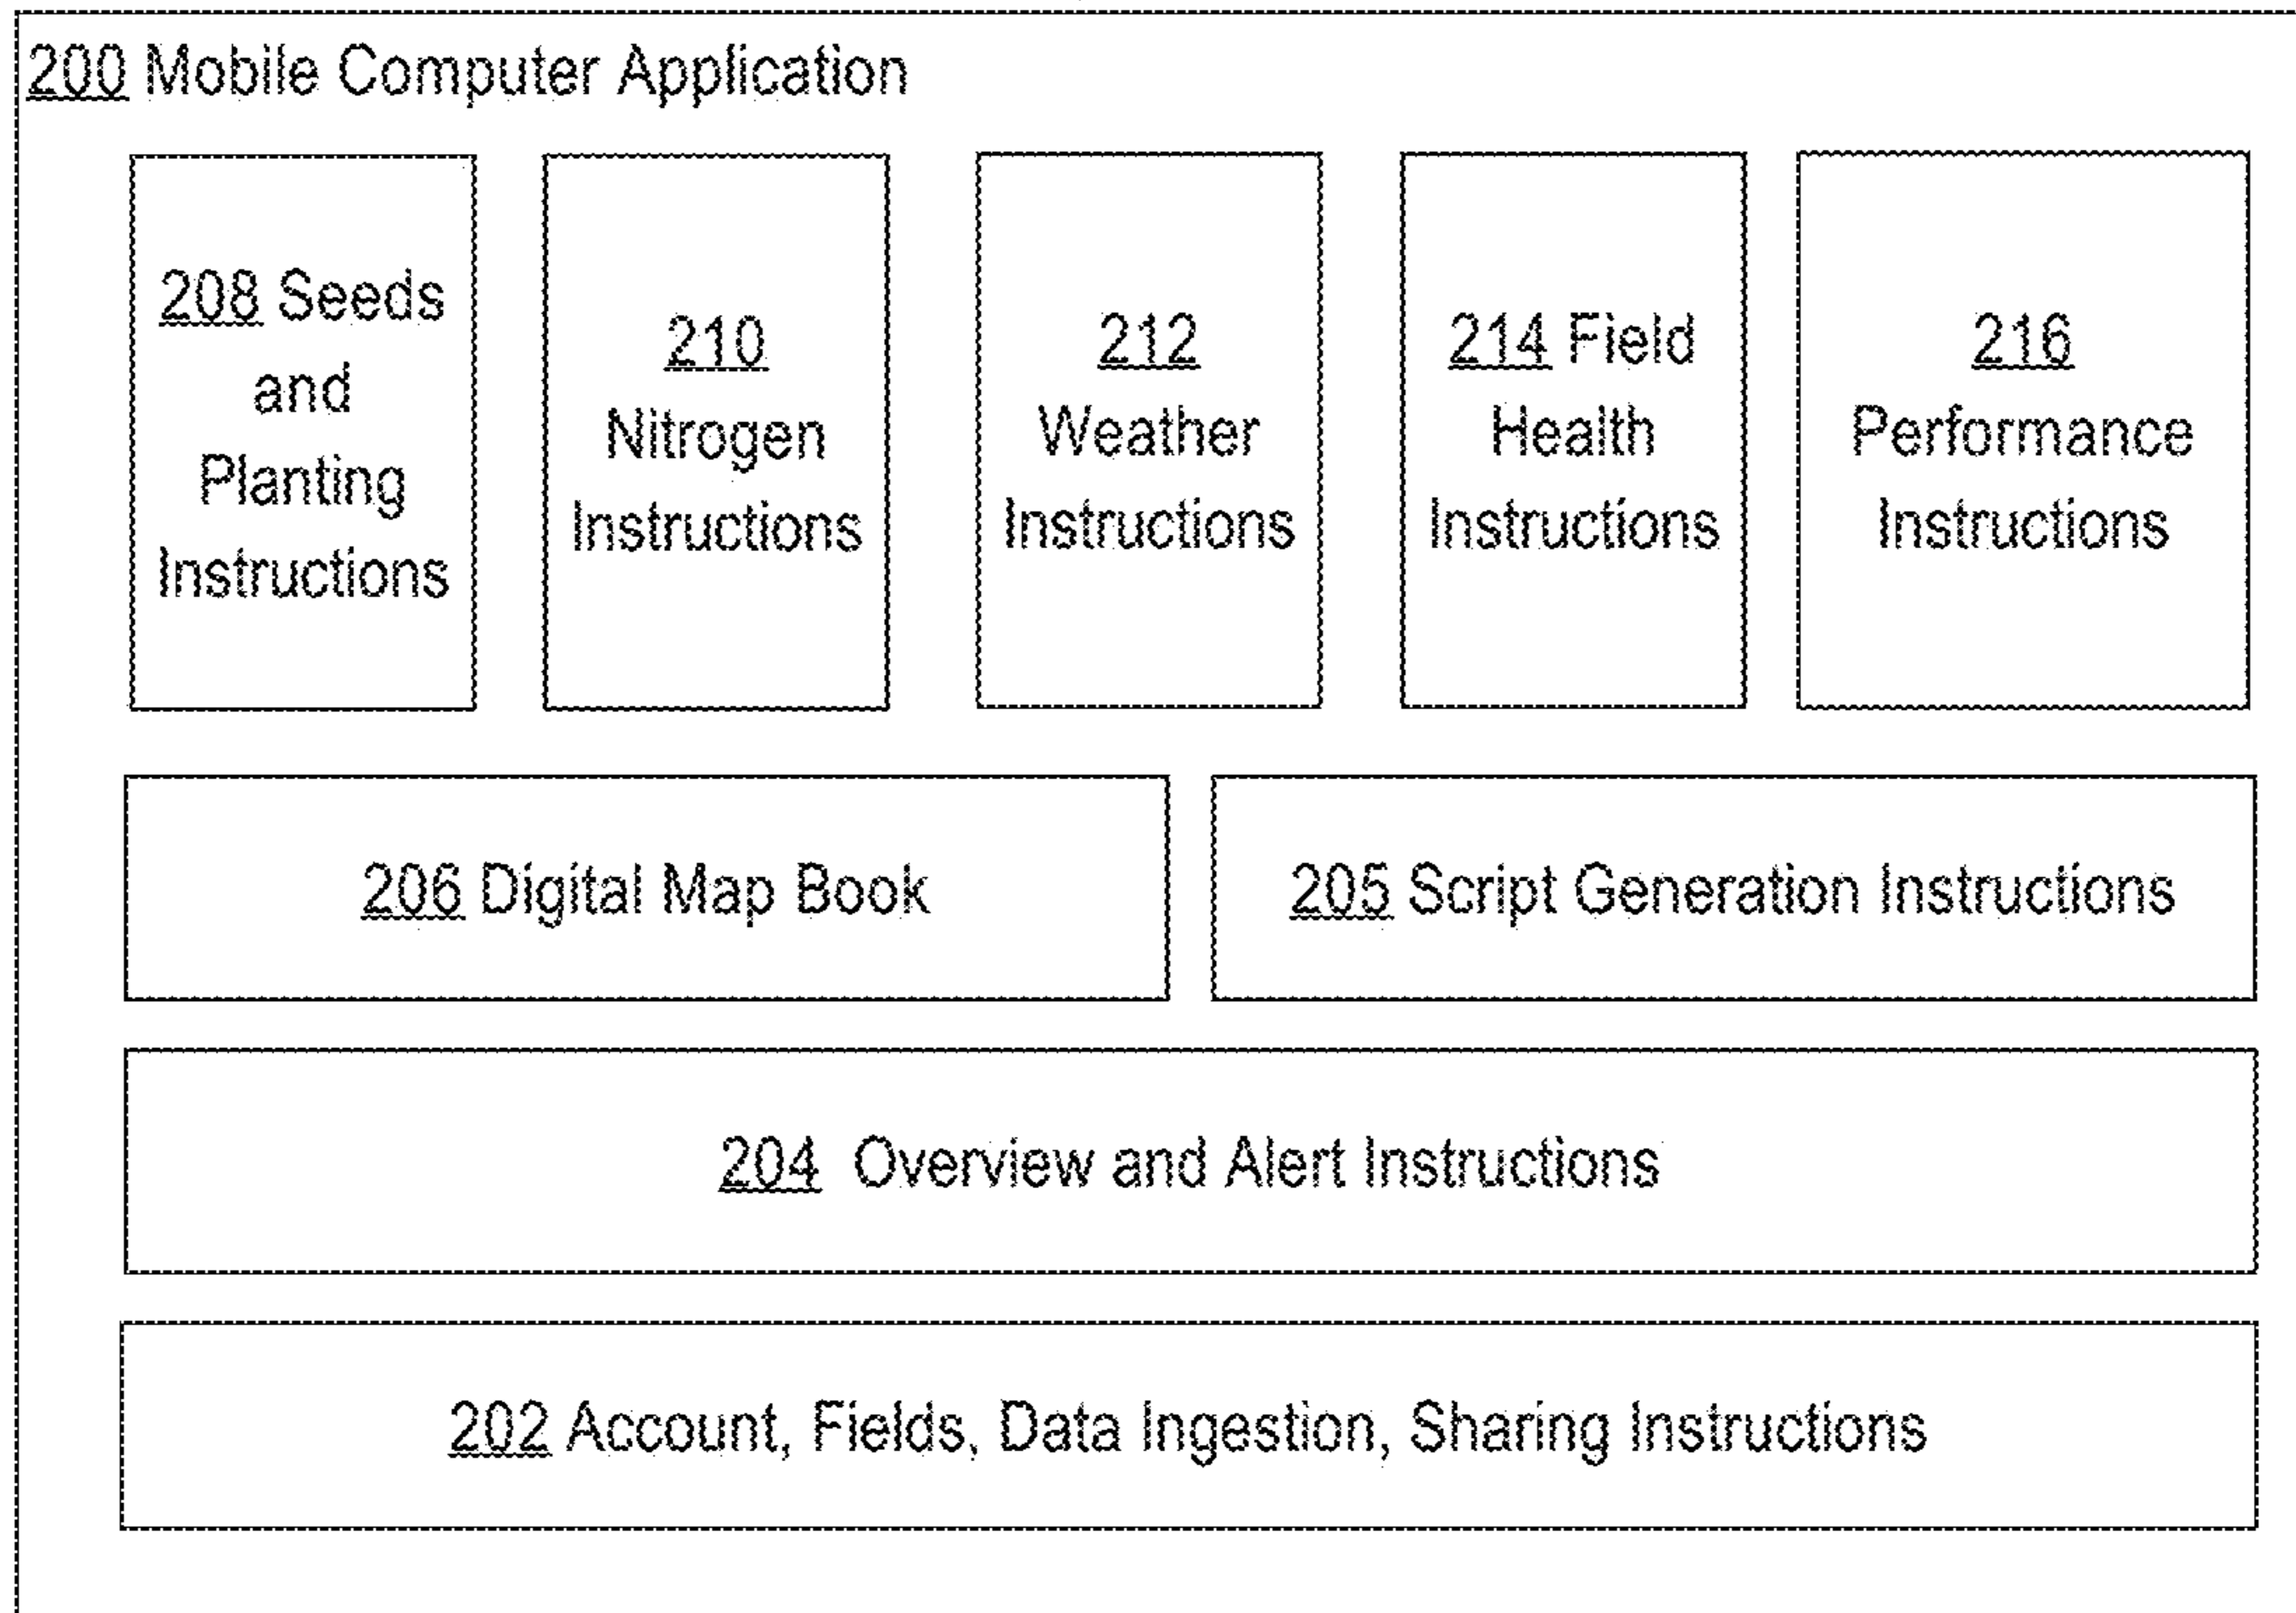 200 Mobile Computer Application
208 Seeds
and
Planting
Instructions
210
Nitrogen
Instructions
212
Weather
Instructions
214 Field
Health
Instructions
216
Performance
Instructions
206 Digital Map Book
205 Script Generation Instructions
204 Overview and Alert Instructions
202 Account, Fields, Data Ingestion, Sharing Instructions